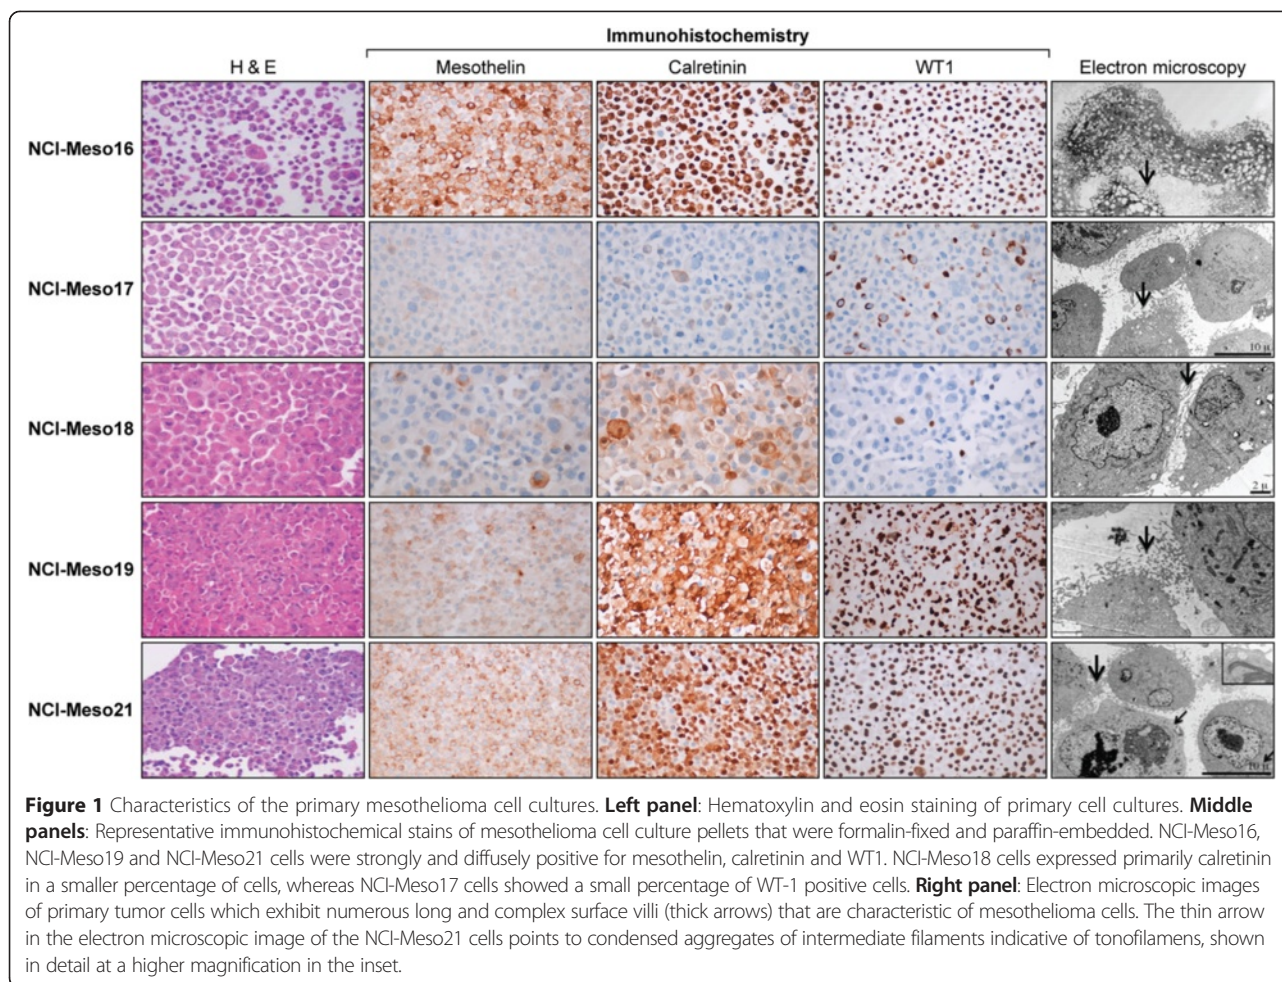 Immunohistochemistry
H & E Mesothelin Calretinin WT1 Electron microscopy
NCI-Meso16
NCI-Meso17
10 μ
NCI-Meso18
2 μ
NCI-Meso19
NCI-Meso21
10 μ
Figure 1 Characteristics of the primary mesothelioma cell cultures. Left panel: Hematoxylin and eosin staining of primary cell cultures. Middle
panels: Representative immunohistochemical stains of mesothelioma cell culture pellets that were formalin-fixed and paraffin-embedded. NCI-Meso16,
NCI-Meso19 and NCI-Meso21 cells were strongly and diffusely positive for mesothelin, calretinin and WT1. NCI-Meso18 cells expressed primarily calretinin
in a smaller percentage of cells, whereas NCI-Meso17 cells showed a small percentage of WT-1 positive cells. Right panel: Electron microscopic images
of primary tumor cells which exhibit numerous long and complex surface villi (thick arrows) that are characteristic of mesothelioma cells. The thin arrow
in the electron microscopic image of the NCI-Meso21 cells points to condensed aggregates of intermediate filaments indicative of tonofilamens, shown
in detail at a higher magnification in the inset.